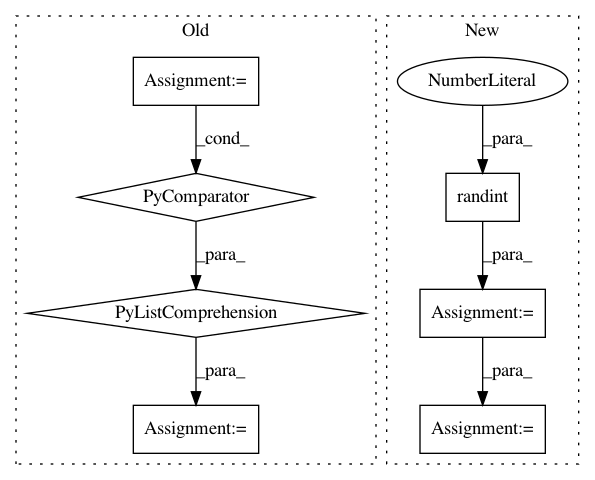 Old
New
Assignment:=
NumberLiteral
_cond_
_para_
PyComparator
randint
_para_
_para_
PyListComprehension
Assignment:=
_para_
_para_
Assignment:=
Assignment:=